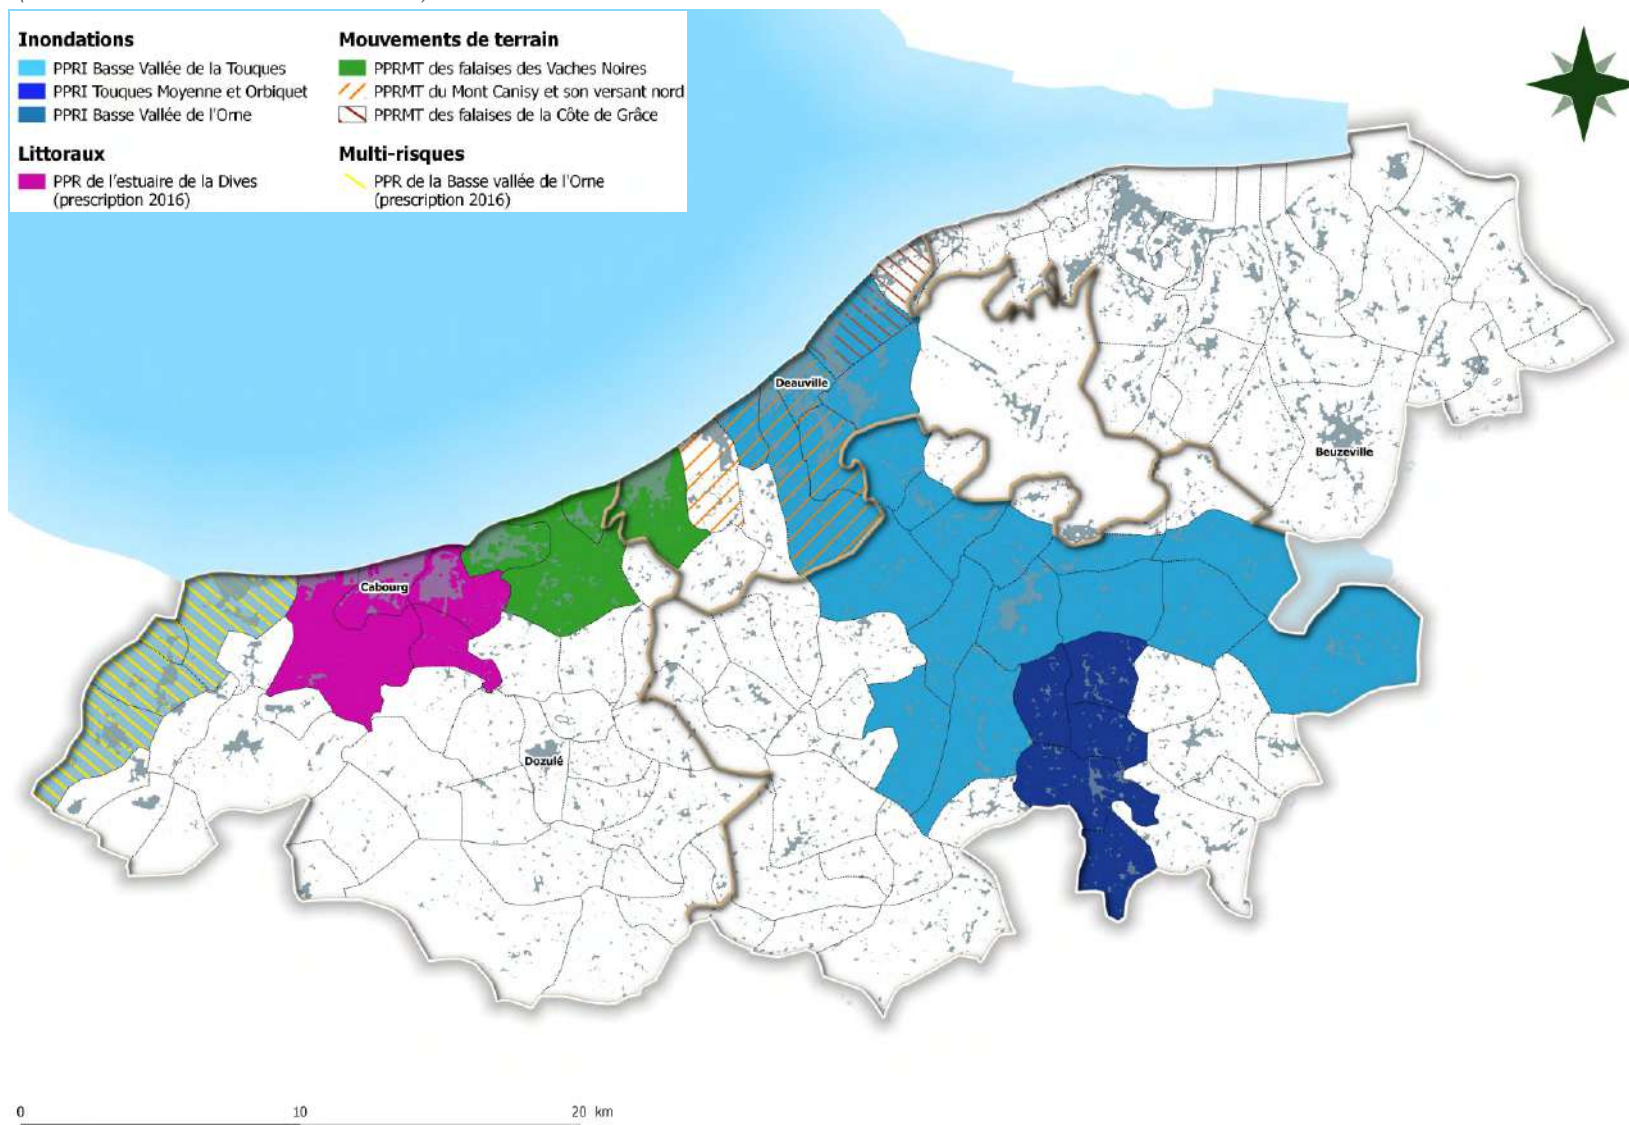 Inondations
PPRI Basse Vallée de la Touques
PPRI Touques Moyenne et Orbiquet
PPRI Basse Vallée de l'Orne
Littoraux
PPR de l'estuaire de la Dives
(prescription 2016)
Mouvements de terrain
PPRMT des falaises des Vaches Noires
PPRMT du Mont Canisy et son versant nord
PPRMT des falaises de la Côte de Grâce
Multi-risques
PPR de la Basse vallée de l'Orne
(prescription 2016)
Deauville
Beuzeville
Cabourg
Dozulé
0 10 20 km